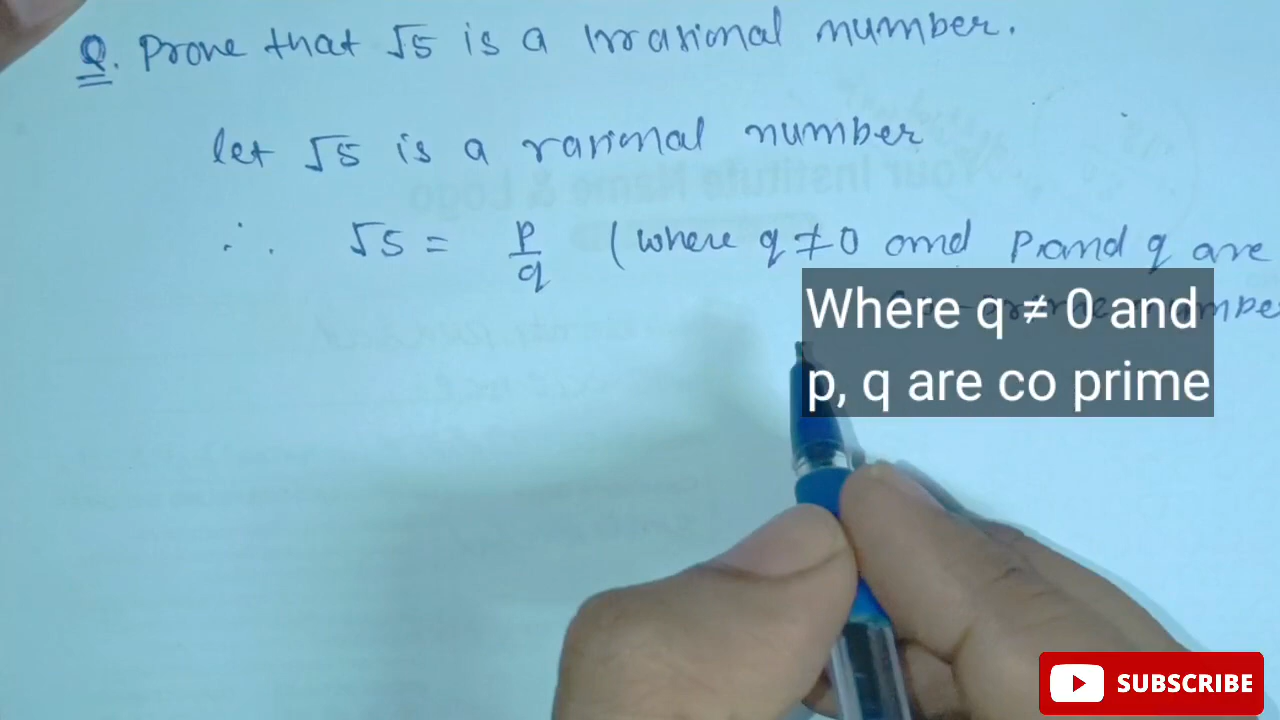 Q. Prove that √5 is a Irrational number.
let √5 is a rational number
∴ √5 = p/q (where q ≠ 0 and P and q are
Where q ≠ 0 and
p, q are co prime
SUBSCRIBE